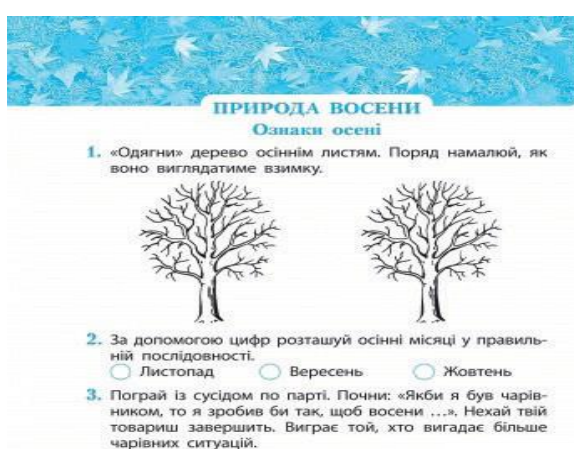 ПРИРОДА ВОСЕНИ
Ознаки осені
1. «Одягни» дерево осіннім листям. Поряд намалюй, як
воно виглядатиме взимку.
2. За допомогою цифр розташуй осінні місяці у правиль-
ній послідовності.
Листопад Вересень Жовтень
3. Пограй із сусідом по парті. Почни: «Якби я був чарів-
ником, то я зробив би так, щоб восени ...». Нехай твій
товариш завершить. Виграє той, хто вигадає більше
чарівних ситуацій.